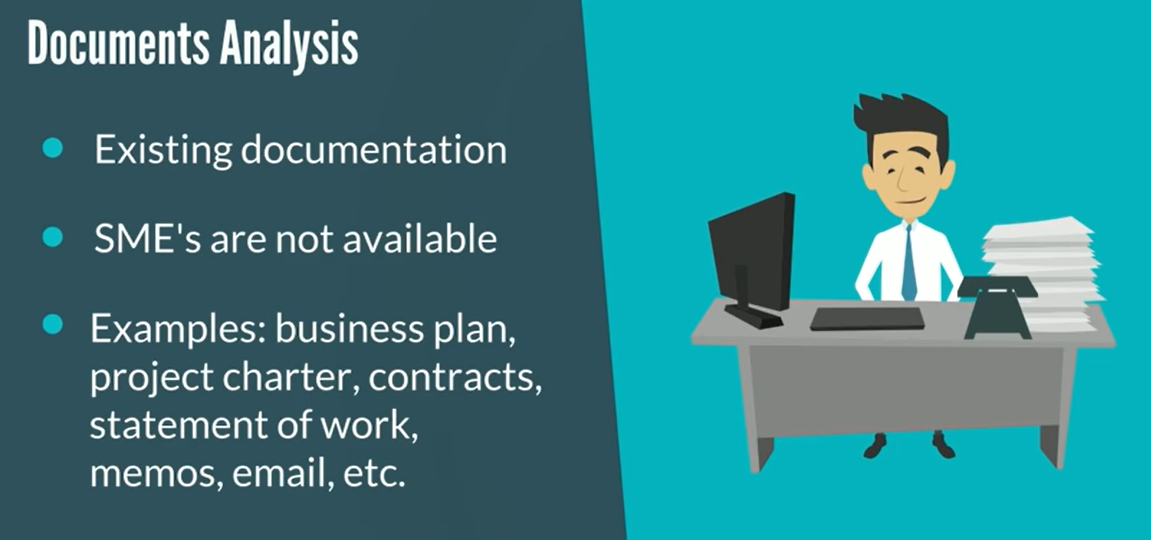 Documents Analysis
Existing documentation
SME's are not available
Examples: business plan,
project charter, contracts,
statement of work,
memos, email, etc.